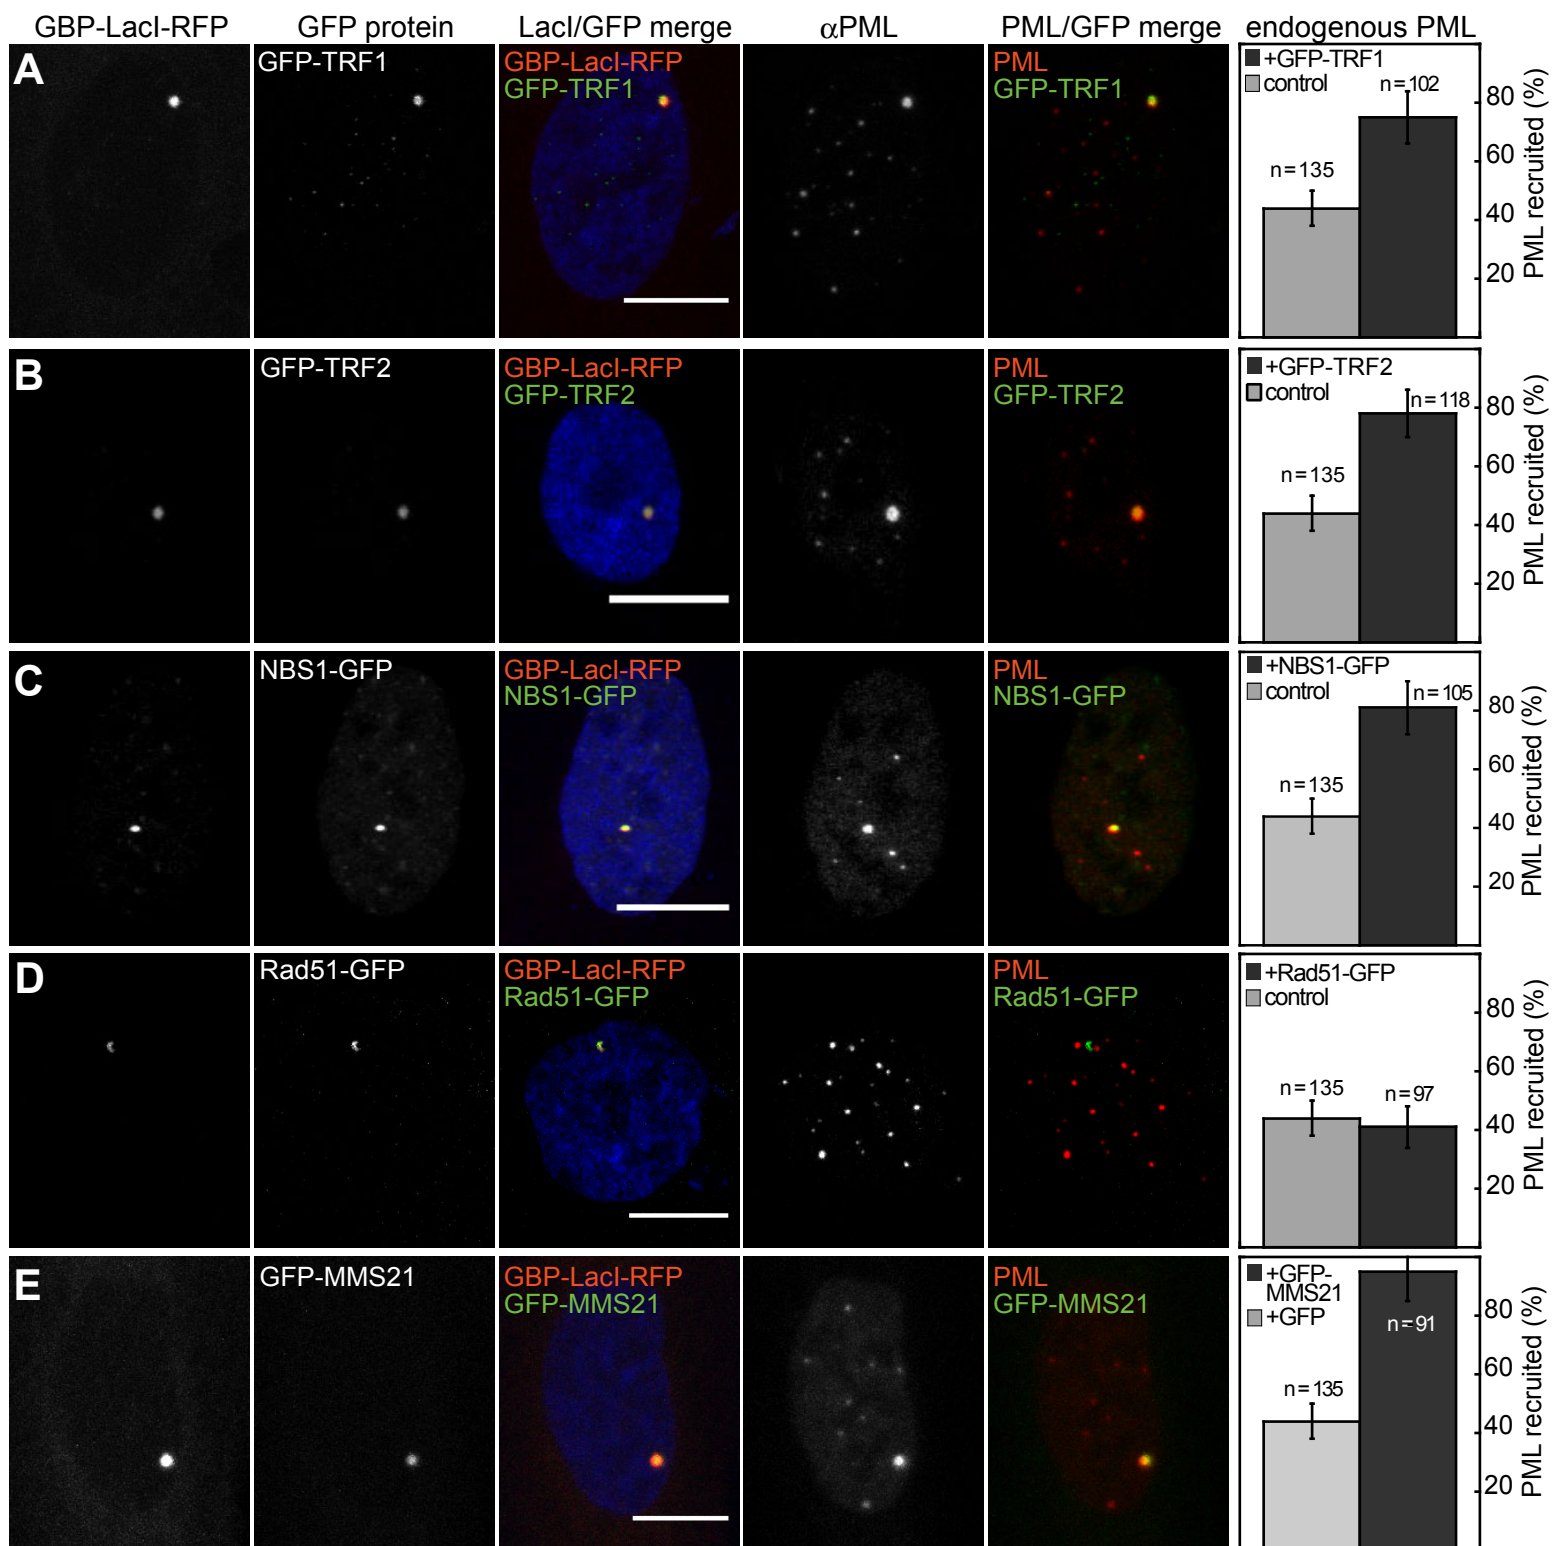 GBP-LacI-RFP GFP protein LacI/GFP merge αPML PML/GFP merge endogenous PML
A
GFP-TRF1
GBP-LacI-RFP
GFP-TRF1
PML
GFP-TRF1
+GFP-TRF1
control
n=102
n=135
80
60
40
20
PML recruited (%)
B
GFP-TRF2
GBP-LacI-RFP
GFP-TRF2
PML
GFP-TRF2
+GFP-TRF2
control
n=118
n=135
80
60
40
20
PML recruited (%)
C
NBS1-GFP
GBP-LacI-RFP
NBS1-GFP
PML
NBS1-GFP
+NBS1-GFP
control
n=105
n=135
80
60
40
20
PML recruited (%)
D
Rad51-GFP
GBP-LacI-RFP
Rad51-GFP
PML
Rad51-GFP
+Rad51-GFP
control
n=135
n=97
80
60
40
20
PML recruited (%)
E
GFP-MMS21
GBP-LacI-RFP
GFP-MMS21
PML
GFP-MMS21
+GFP-
MMS21
+GFP
n=91
n=135
80
60
40
20
PML recruited (%)